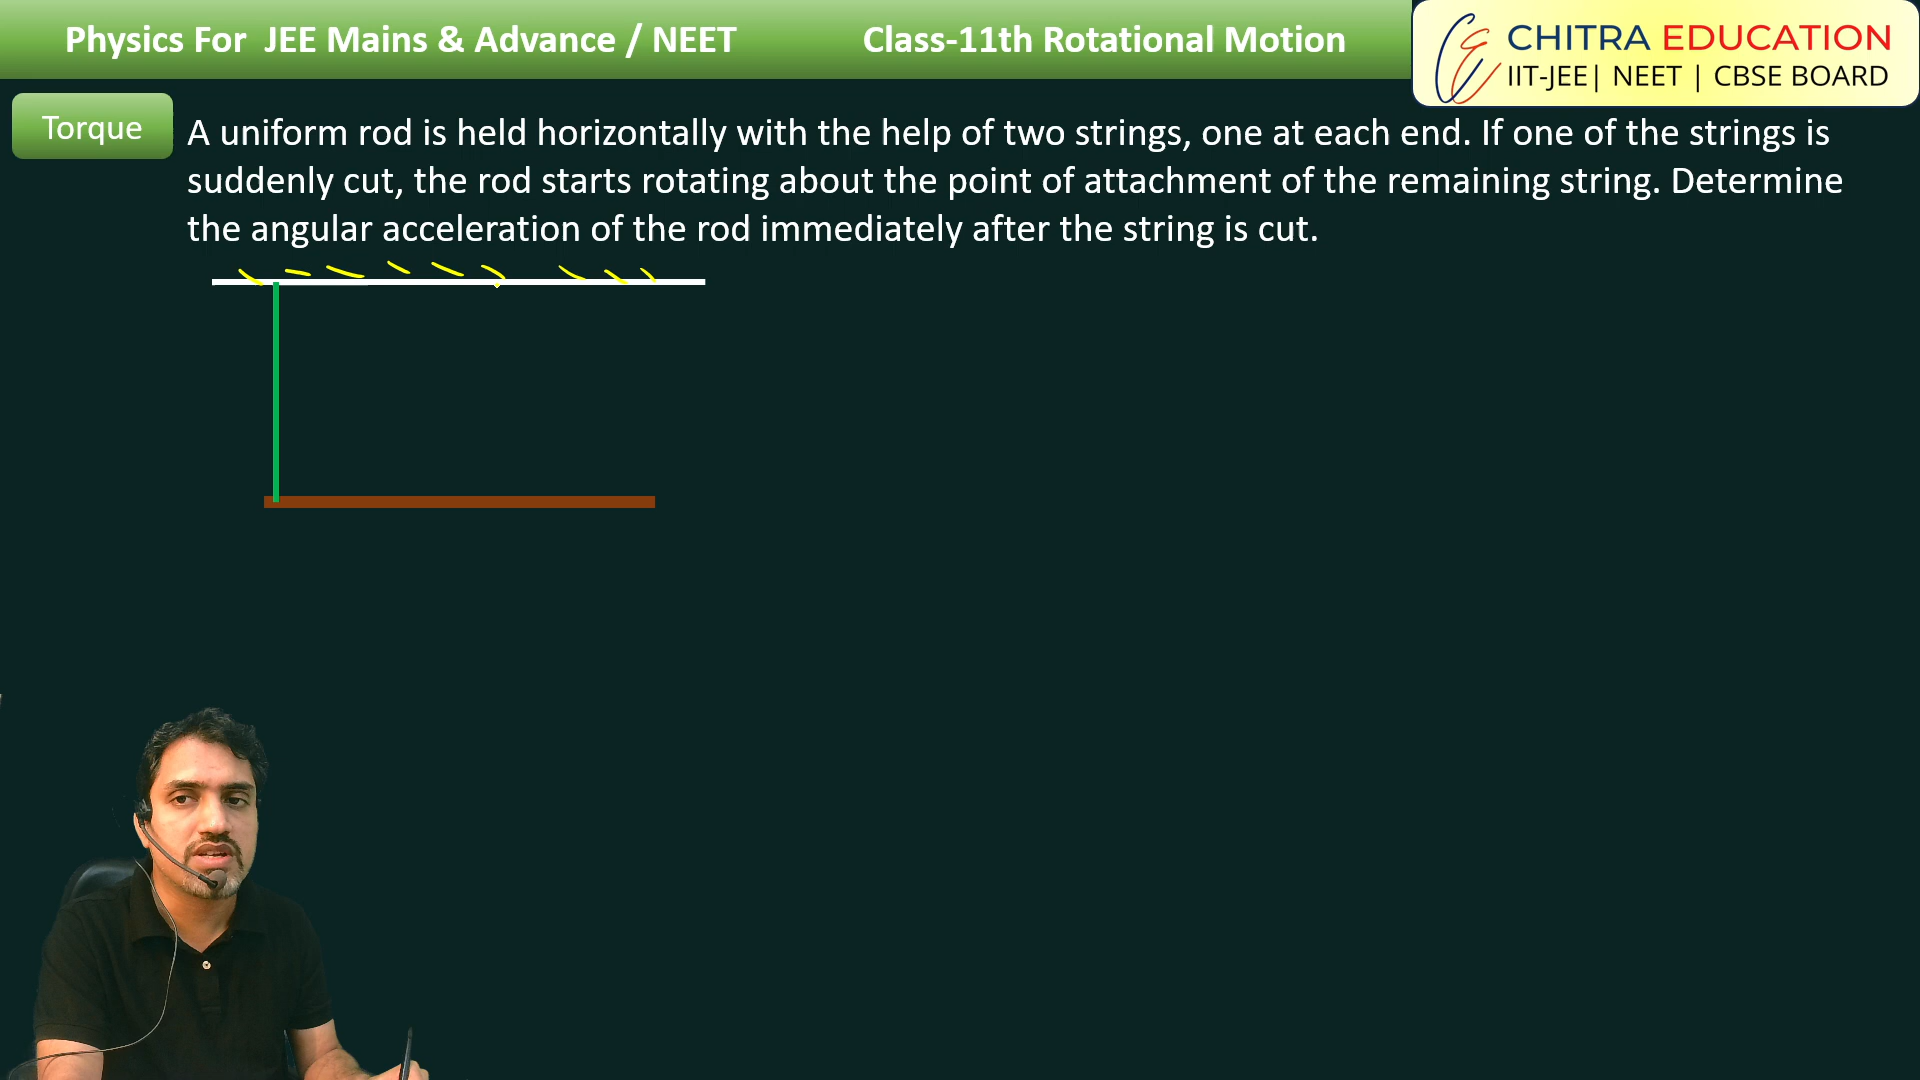 Physics For JEE Mains & Advance / NEET Class-11th Rotational Motion
CHITRA EDUCATION
IIT-JEE| NEET | CBSE BOARD
Torque
A uniform rod is held horizontally with the help of two strings, one at each end. If one of the strings is
suddenly cut, the rod starts rotating about the point of attachment of the remaining string. Determine
the angular acceleration of the rod immediately after the string is cut.